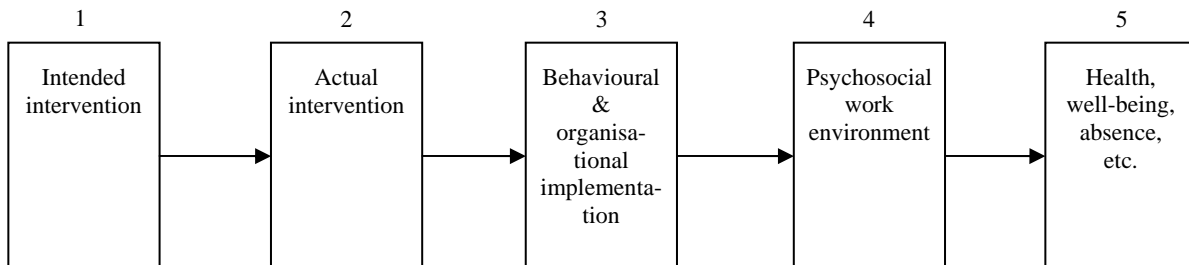 1
2
3
4
5
Intended
intervention
Actual
intervention
Behavioural
&
organisa-
tional
implementa-
tion
Psychosocial
work
environment
Health,
well-being,
absence,
etc.